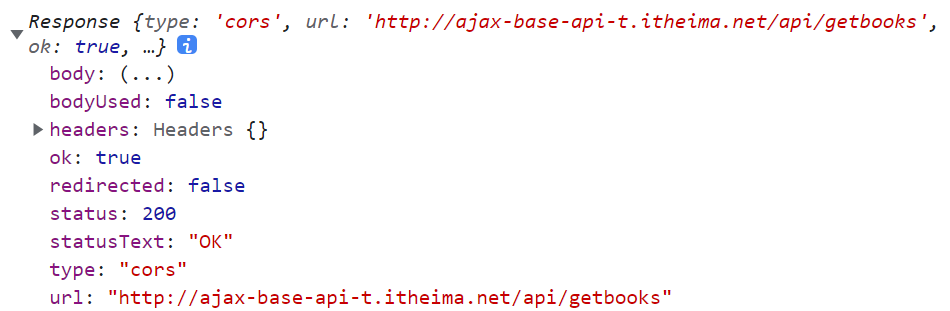 Response {type: 'cors', url: 'http://ajax-base-api-t.itheima.net/api/getbooks',
ok: true, …} i
body: (...)
bodyUsed: false
headers: Headers {}
ok: true
redirected: false
status: 200
statusText: "OK"
type: "cors"
url: "http://ajax-base-api-t.itheima.net/api/getbooks"